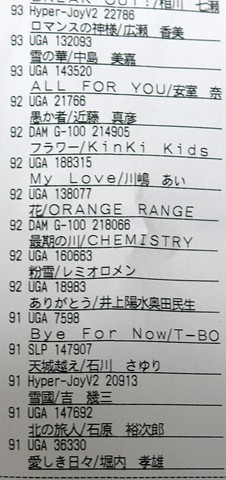 BREAK OUT!/相川 七瀬
93 Hyper-JoyV2 22786
ロマンスの神様/広瀬 香美
93 UGA 132093
雪の華/中島 美嘉
93 UGA 143520
ALL FOR YOU/安室 奈
92 UGA 21766
愚か者/近藤 真彦
92 DAM G-100 214905
フラワー/KinKi Kids
92 UGA 188315
My Love/川嶋 あい
92 UGA 138077
花/ORANGE RANGE
92 DAM G-100 218066
最期の川/CHEMISTRY
92 UGA 160663
粉雪/レミオロメン
92 UGA 18983
ありがとう/井上陽水奥田民生
91 UGA 7598
Bye For Now/T-BO
91 SLP 147907
天城越え/石川 さゆり
91 Hyper-JoyV2 20913
雪國/吉 幾三
91 UGA 147692
北の旅人/石原 裕次郎
91 UGA 36330
愛しき日々/堀内 孝雄